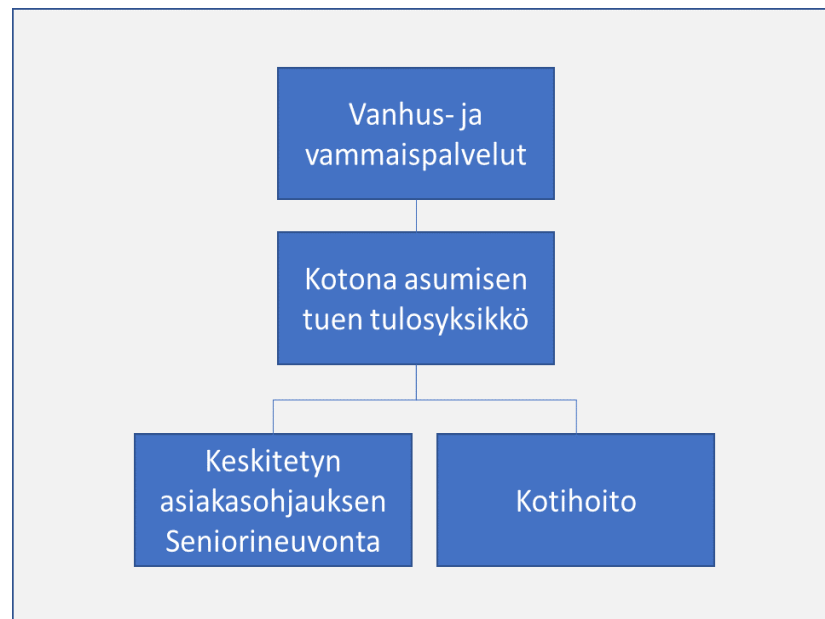 Vanhus- ja
vammaispalvelut
Kotona asumisen
tuen tulosyksikkö
Keskitetyn
asiakasohjauksen
Seniorineuvonta
Kotihoito